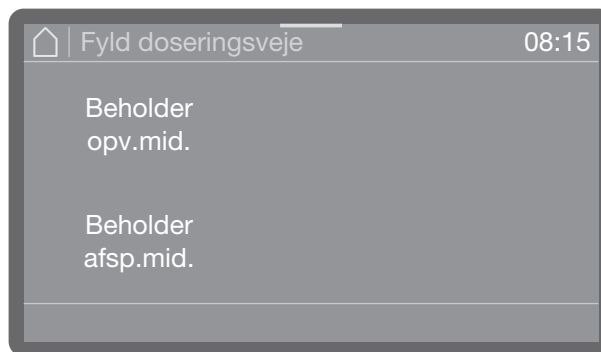 Fyld doseringsveje 08:15
Beholder
opv.mid.
Beholder
afsp.mid.